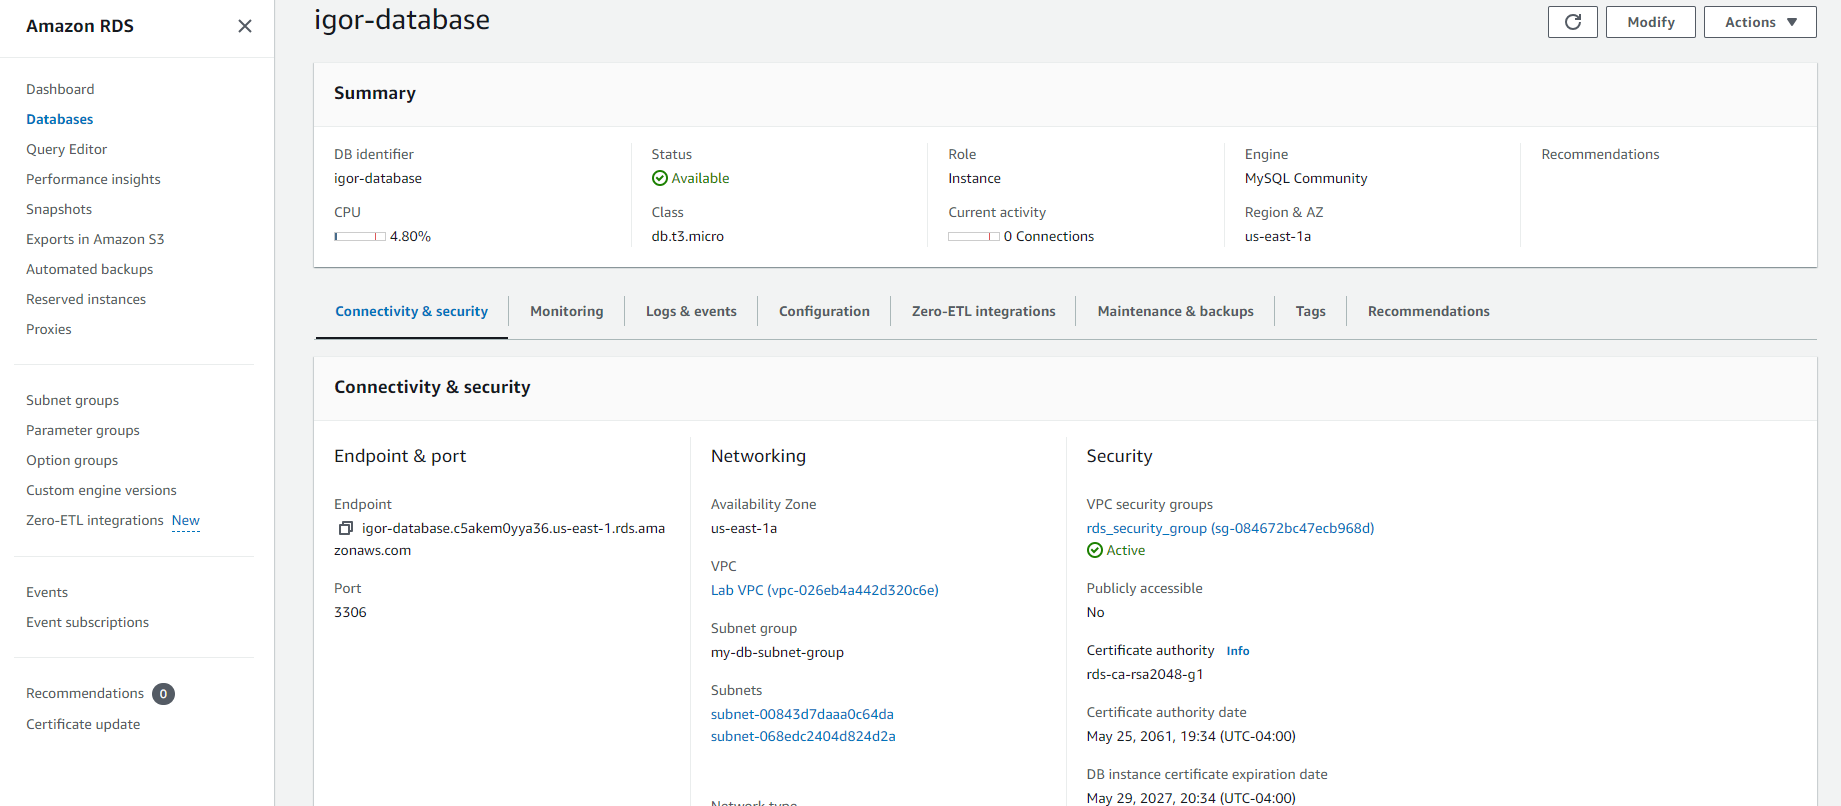 Amazon RDS
Dashboard
Databases
Query Editor
Performance insights
Snapshots
Exports in Amazon S3
Automated backups
Reserved instances
Proxies
Subnet groups
Parameter groups
Option groups
Custom engine versions
Zero-ETL integrations New
Events
Event subscriptions
Recommendations 0
Certificate update
igor-database
Modify
Actions
Summary
DB identifier
igor-database
Status
Available
Role
Instance
Engine
MySQL Community
Recommendations
CPU
4.80%
Class
db.t3.micro
Current activity
0 Connections
Region & AZ
us-east-1a
Connectivity & security
Monitoring
Logs & events
Configuration
Zero-ETL integrations
Maintenance & backups
Tags
Recommendations
Connectivity & security
Endpoint & port
Endpoint
igor-database.c5akem0yya36.us-east-1.rds.ama
zonaws.com
Port
3306
Networking
Availability Zone
us-east-1a
VPC
Lab VPC (vpc-026eb4a442d320c6e)
Subnet group
my-db-subnet-group
Subnets
subnet-00843d7daaa0c64da
subnet-068edc2404d824d2a
Network type
Security
VPC security groups
rds_security_group (sg-084672bc47ecb968d)
Active
Publicly accessible
No
Certificate authority Info
rds-ca-rsa2048-g1
Certificate authority date
May 25, 2061, 19:34 (UTC-04:00)
DB instance certificate expiration date
May 29, 2027, 20:34 (UTC-04:00)